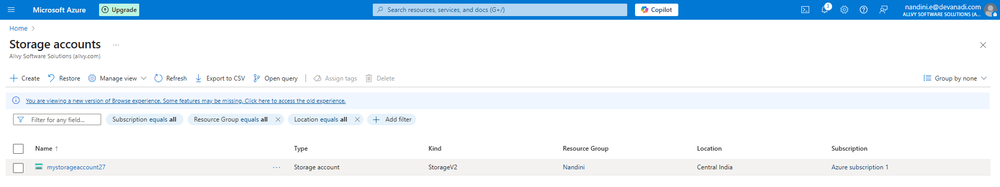 Microsoft Azure Upgrade Search resources, services, and docs (G+/) Copilot 3 nandini.e@devanadi.com
ALLVY SOFTWARE SOLUTIONS (A...
Home
Storage accounts ...
Allvy Software Solutions (allvy.com)
Create Restore Manage view Refresh Export to CSV Open query Assign tags Delete Group by none
You are viewing a new version of Browse experience. Some features may be missing. Click here to access the old experience.
Filter for any field... Subscription equals all Resource Group equals all Location equals all Add filter
Name ↑ Type Kind Resource Group Location Subscription
mystorageaccount27 ... Storage account StorageV2 Nandini Central India Azure subscription 1